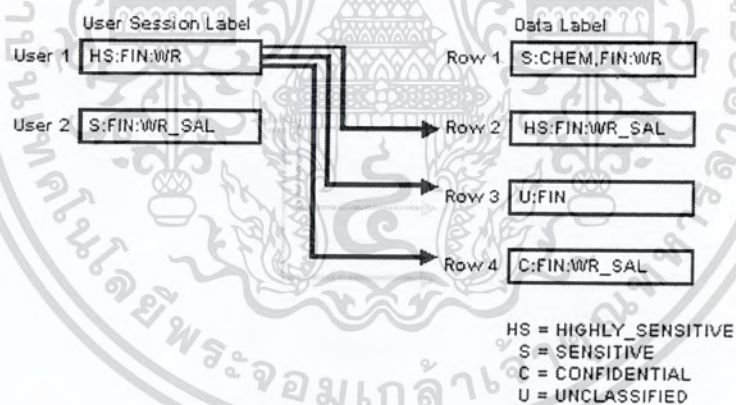 User Session Label
Data Label
User 1 HS:FIN:WR
Row 1 S:CHEM,FIN:WR
User 2 S:FIN:WR_SAL
Row 2 HS:FIN:WR_SAL
Row 3 U:FIN
Row 4 C:FIN:WR_SAL
HS = HIGHLY_SENSITIVE
S = SENSITIVE
C = CONFIDENTIAL
U = UNCLASSIFIED